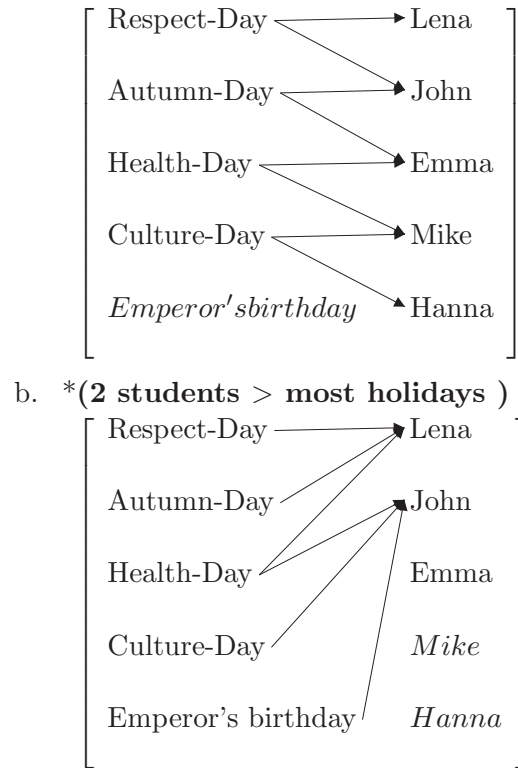 Respect-Day Lena
Autumn-Day John
Health-Day Emma
Culture-Day Mike
Emperor'sbirthday Hanna
b. *(2 students > most holidays )
Respect-Day Lena
Autumn-Day John
Health-Day Emma
Culture-Day Mike
Emperor's birthday Hanna